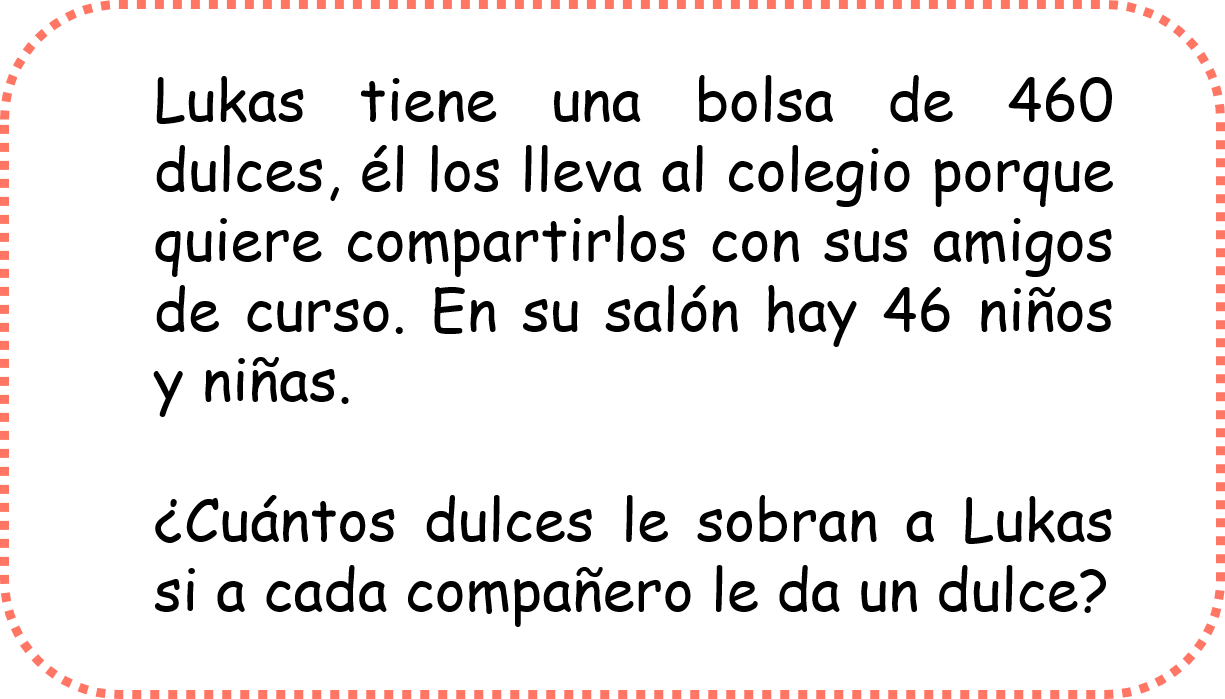 Lukas tiene una bolsa de 460
dulces, él los lleva al colegio porque
quiere compartirlos con sus amigos
de curso. En su salón hay 46 niños
y niñas.
¿Cuántos dulces le sobran a Lukas
si a cada compañero le da un dulce?